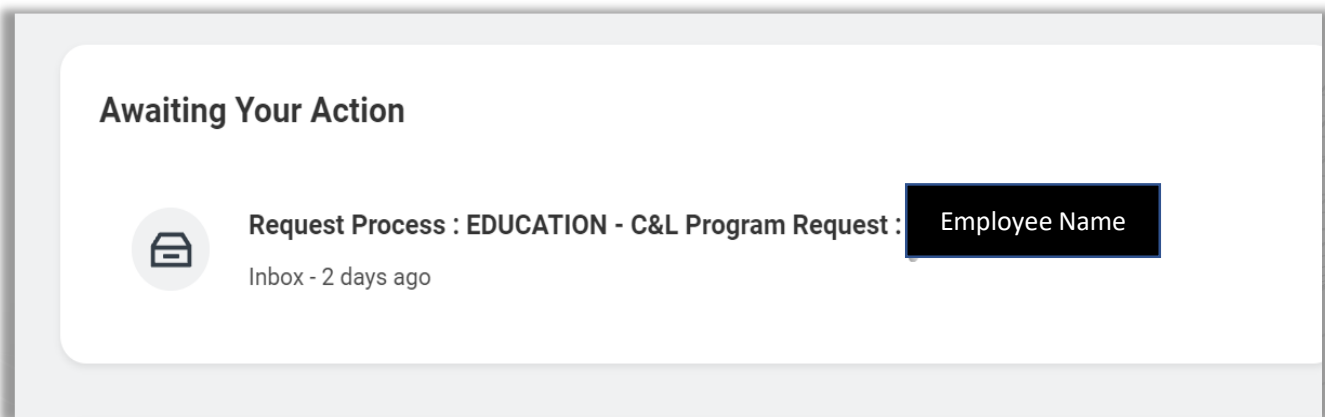 Awaiting Your Action
Request Process : EDUCATION - C&L Program Request : Employee Name
Inbox - 2 days ago